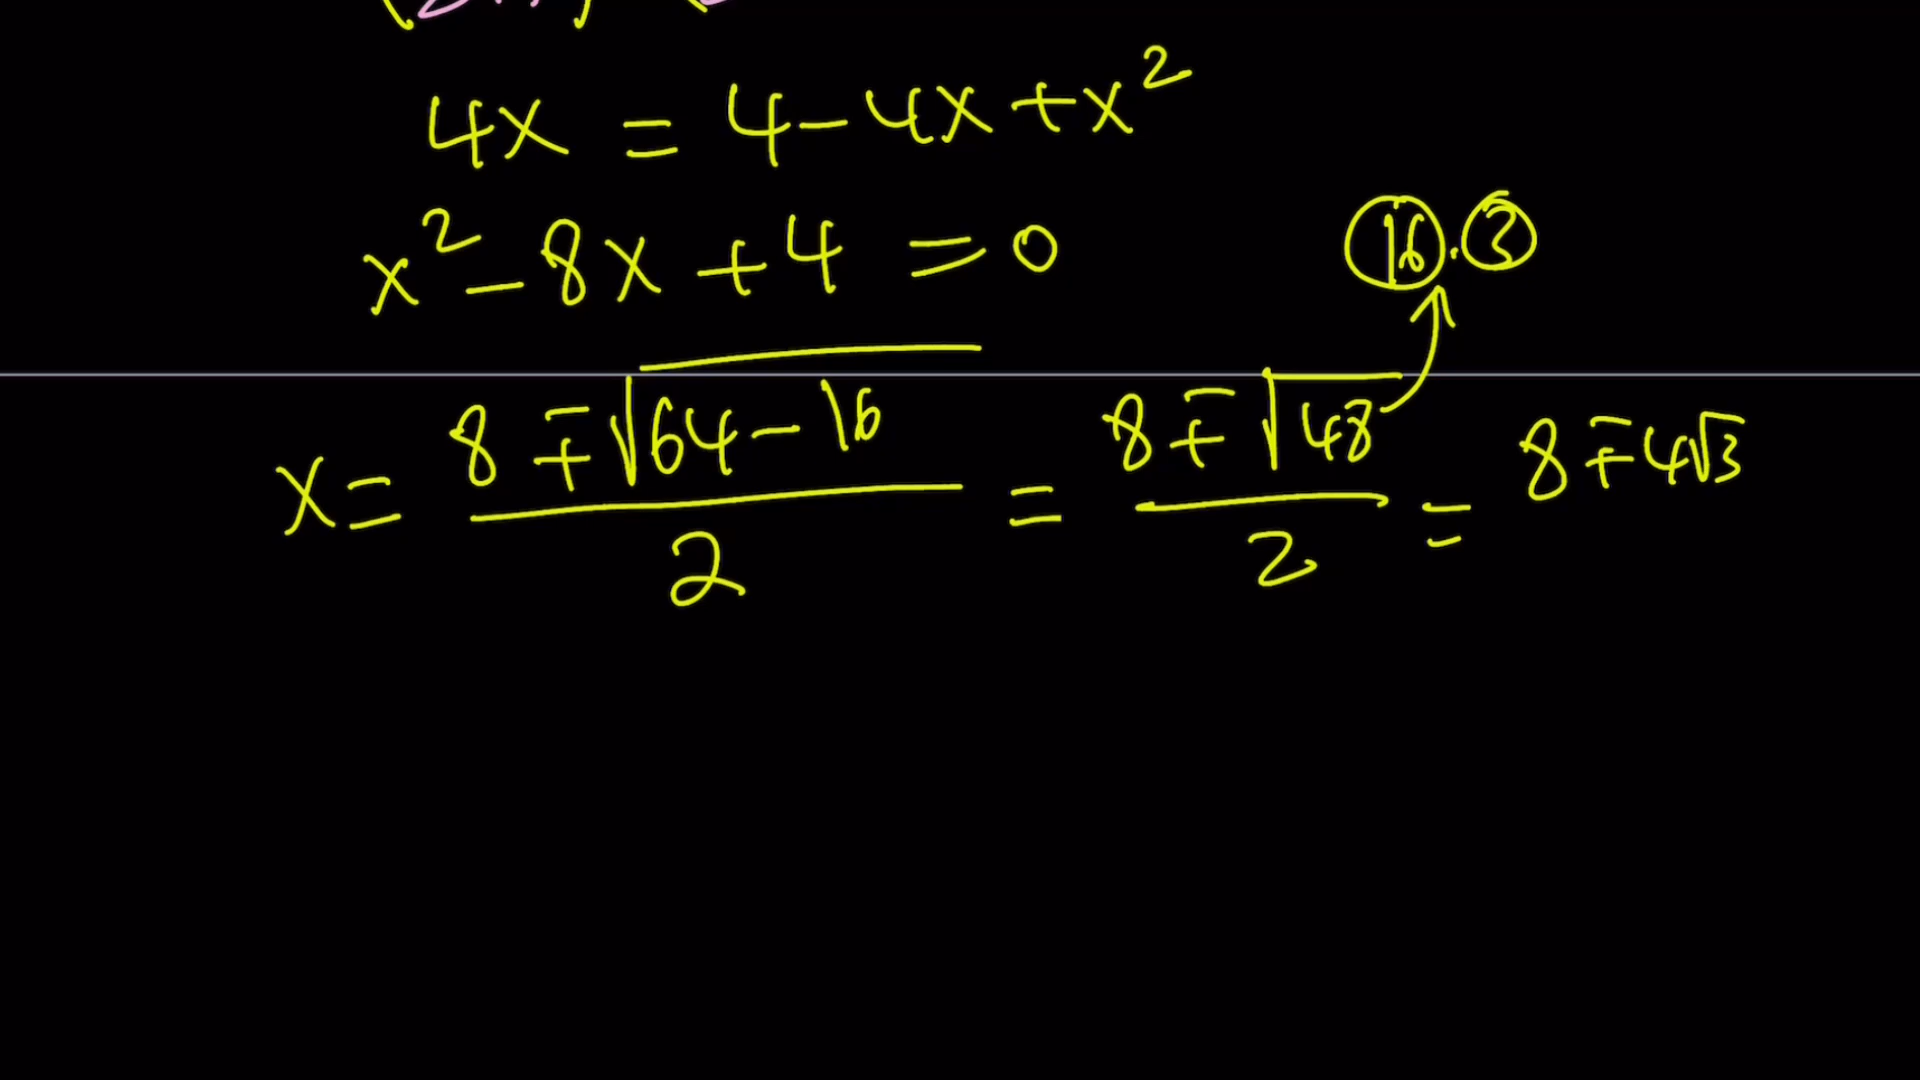 4x = 4 - 4x + x²
x² - 8x + 4 = 0
16 . 3
x = (8 ∓ √(64 - 16))/2 = (8 ∓ √48)/2 = 8 ∓ 4√3